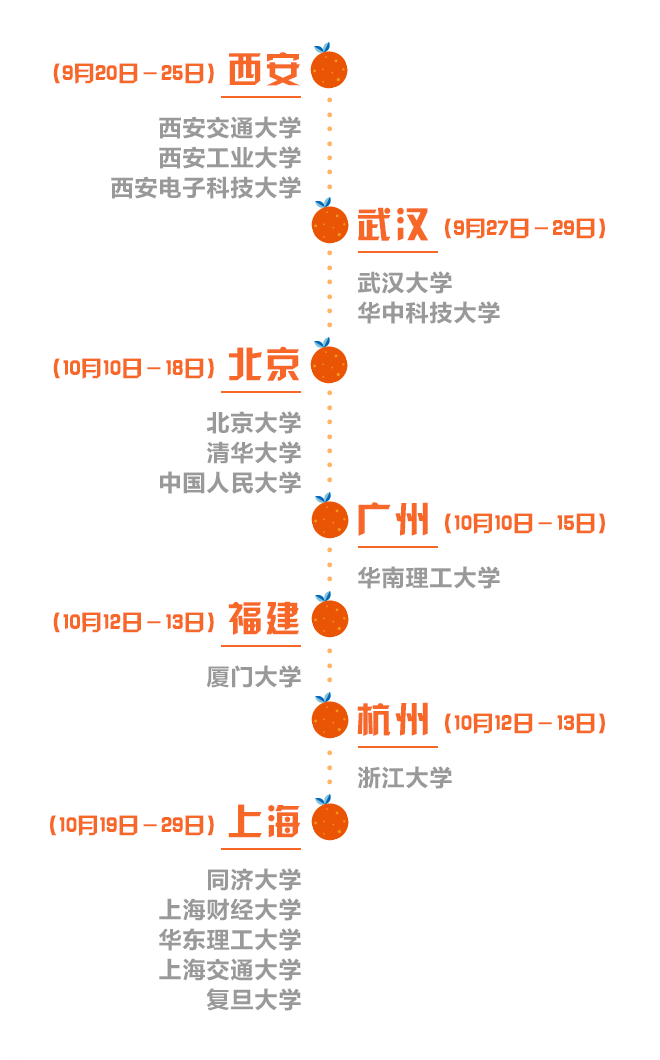 （9月20日－25日）西安
西安交通大学
西安工业大学
西安电子科技大学
武汉（9月27日－29日）
武汉大学
华中科技大学
（10月10日－18日）北京
北京大学
清华大学
中国人民大学
广州（10月10日－15日）
华南理工大学
（10月12日－13日）福建
厦门大学
杭州（10月12日－13日）
浙江大学
（10月19日－29日）上海
同济大学
上海财经大学
华东理工大学
上海交通大学
复旦大学